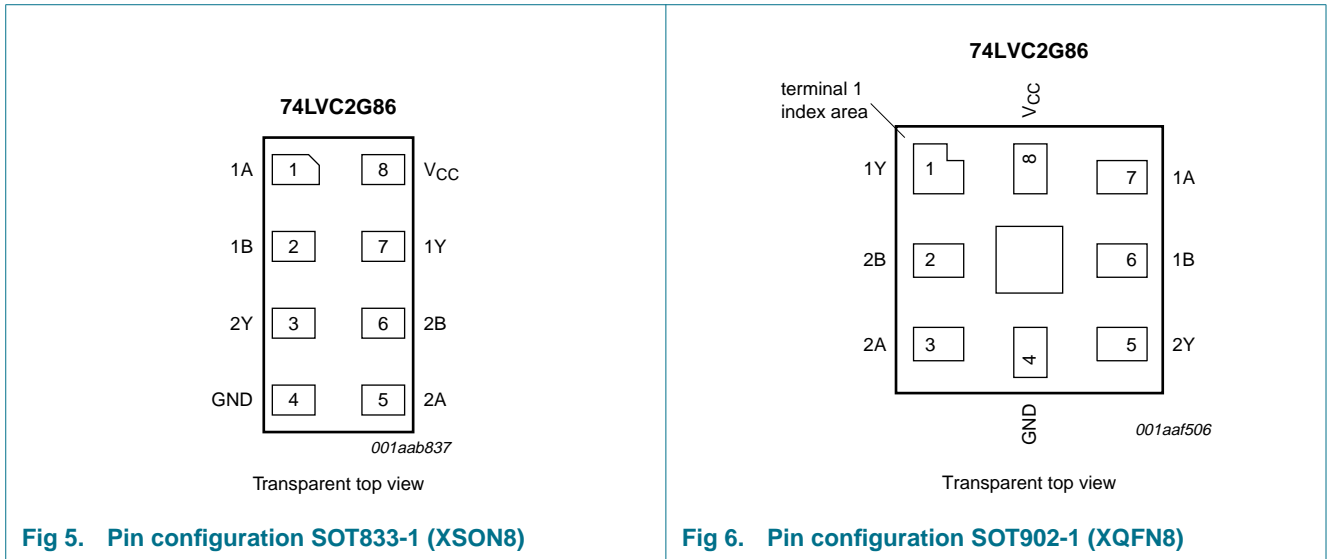 74LVC2G86
1A 1 8 VCC
1B 2 7 1Y
2Y 3 6 2B
GND 4 5 2A
001aab837
Transparent top view
Fig 5. Pin configuration SOT833-1 (XSON8)
74LVC2G86
terminal 1
index area
VCC
1Y 1 8 7 1A
2B 2 6 1B
2A 3 4 5 2Y
GND
001aaf506
Transparent top view
Fig 6. Pin configuration SOT902-1 (XQFN8)